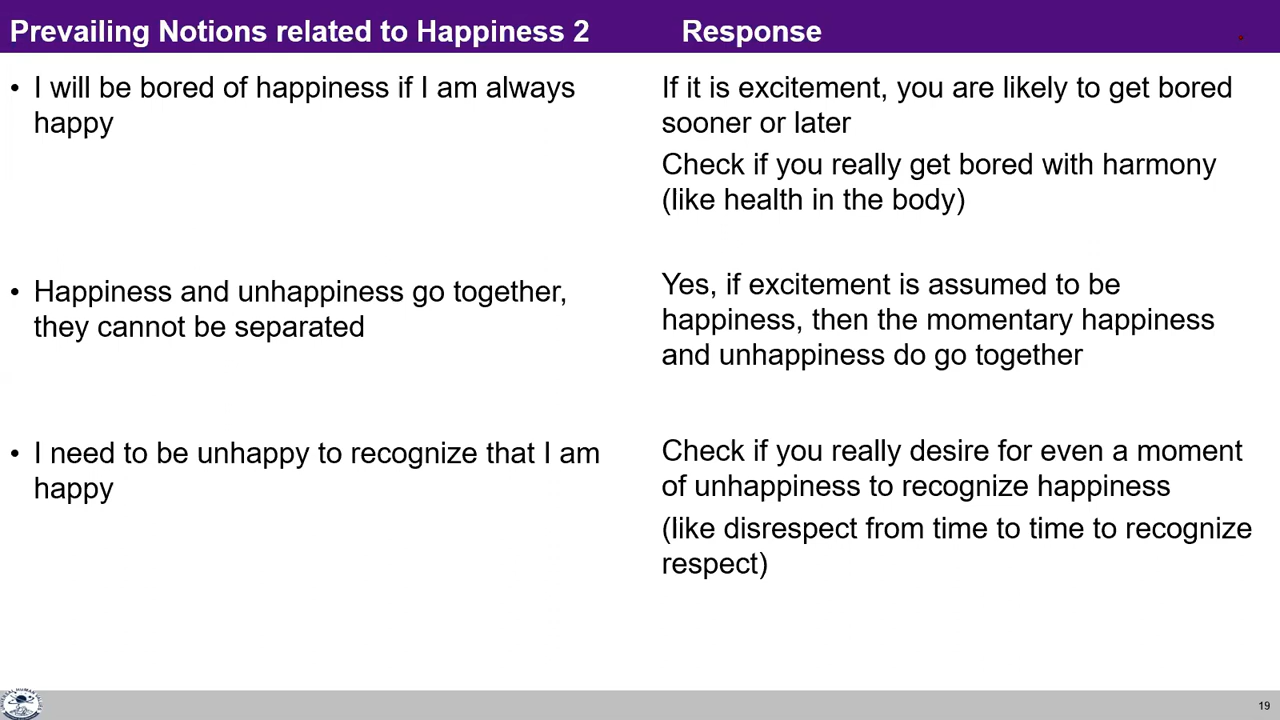 Prevailing Notions related to Happiness 2 Response
• I will be bored of happiness if I am always
happy
If it is excitement, you are likely to get bored
sooner or later
Check if you really get bored with harmony
(like health in the body)
• Happiness and unhappiness go together,
they cannot be separated
Yes, if excitement is assumed to be
happiness, then the momentary happiness
and unhappiness do go together
• I need to be unhappy to recognize that I am
happy
Check if you really desire for even a moment
of unhappiness to recognize happiness
(like disrespect from time to time to recognize
respect)
19